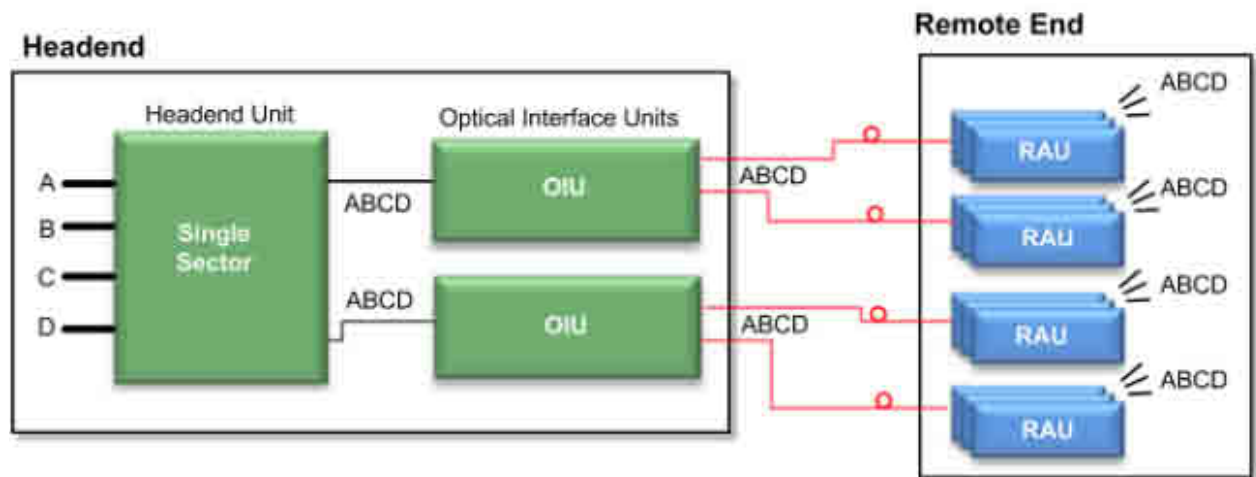 Headend
Remote End
Headend Unit
Optical Interface Units
A
B
C
D
Single
Sector
ABCD
ABCD
OIU
OIU
ABCD
ABCD
RAU
ABCD
RAU
ABCD
RAU
ABCD
RAU
ABCD